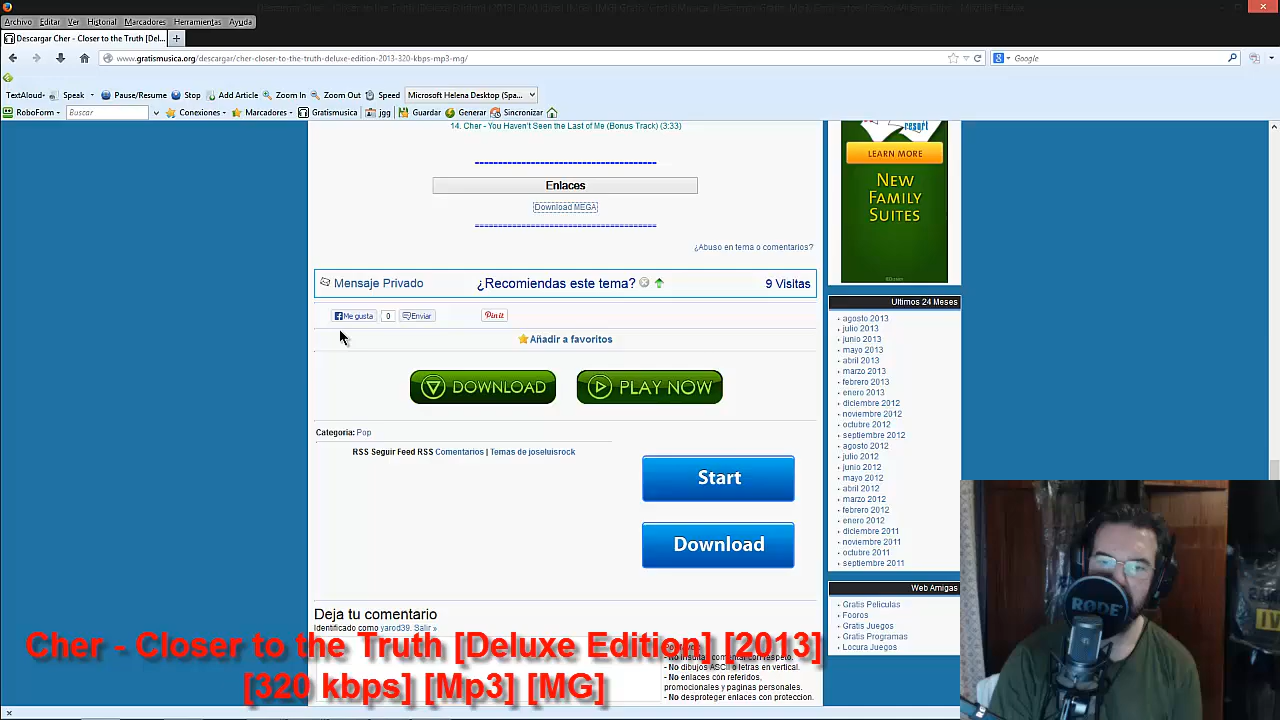 Archivo Editar Ver Historial Marcadores Herramientas Ayuda
Descargar Cher - Closer to the Truth [Del...
www.gratismusica.org/descargar/cher-closer-to-the-truth-deluxe-edition-2013-320-kbps-mp3-mg/
Google
TextAloud: Speak Pause/Resume Stop Add Article Zoom In Zoom Out Speed Microsoft Helena Desktop (Spa...
RoboForm Buscar Conexiones Marcadores Gratismusica jgg Guardar Generar Sincronizar
14. Cher - You Haven't Seen the Last of Me (Bonus Track) (3:33)
Enlaces
Download MEGA
¿Abuso en tema o comentarios?
Mensaje Privado ¿Recomiendas este tema? 9 Visitas
Me gusta 0 Enviar Pin it
Añadir a favoritos
DOWNLOAD PLAY NOW
Categoria: Pop
RSS Seguir Feed RSS Comentarios | Temas de joseluisrock
Start
Download
Deja tu comentario
Identificado como yarod39. Salir »
- No dibujos ASCII o letras en vertical.
- No enlaces con referidos,
promocionales y paginas personales.
- No desproteger enlaces con proteccion.
resort
LEARN MORE
NEW
FAMILY
SUITES
Ultimos 24 Meses
agosto 2013
julio 2013
junio 2013
mayo 2013
abril 2013
marzo 2013
febrero 2013
enero 2013
diciembre 2012
noviembre 2012
octubre 2012
septiembre 2012
agosto 2012
julio 2012
junio 2012
mayo 2012
abril 2012
marzo 2012
febrero 2012
enero 2012
diciembre 2011
noviembre 2011
octubre 2011
septiembre 2011
Web Amigas
Gratis Peliculas
Fooros
Gratis Juegos
Gratis Programas
Locura Juegos
RØDE
Cher - Closer to the Truth [Deluxe Edition] [2013]
[320 kbps] [Mp3] [MG]